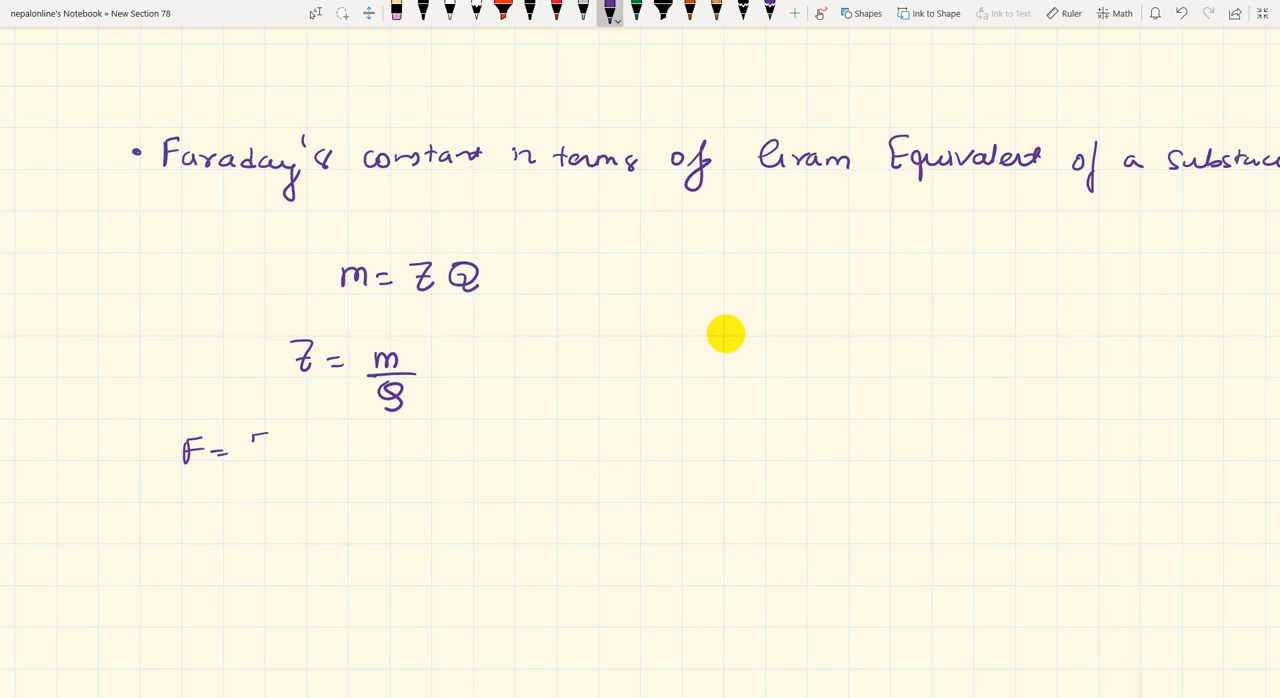 nepalonline's Notebook » New Section 78
Shapes Ink to Shape Ink to Text Ruler Math
• Faraday's constant in terms of Gram Equivalent of a substace
m = Z Q
Z = m
Q
F =